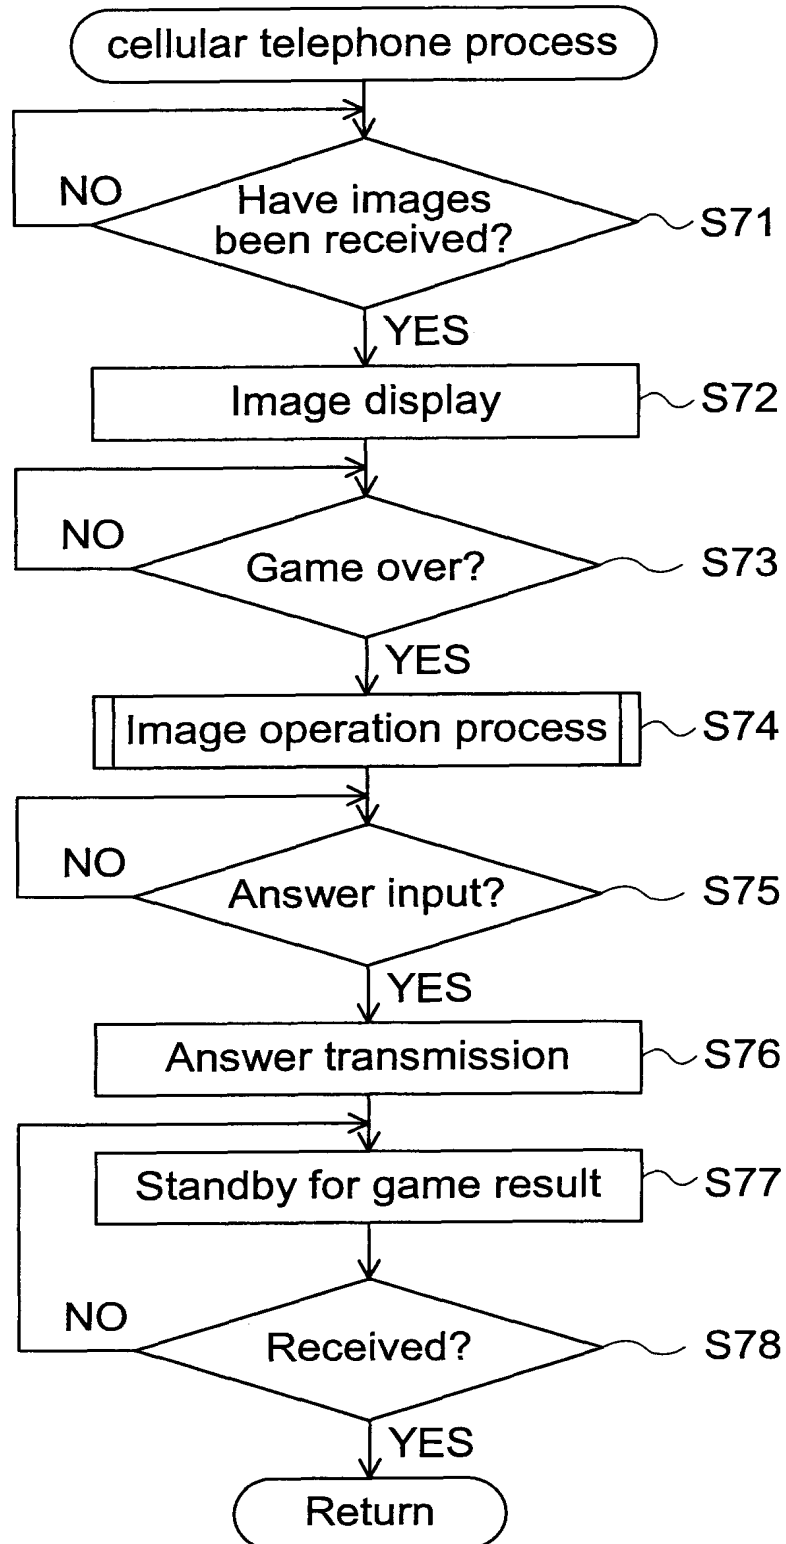 cellular telephone process
NO
Have images
been received?
S71
YES
Image display
S72
NO
Game over?
S73
YES
Image operation process
S74
NO
Answer input?
S75
YES
Answer transmission
S76
Standby for game result
S77
NO
Received?
S78
YES
Return